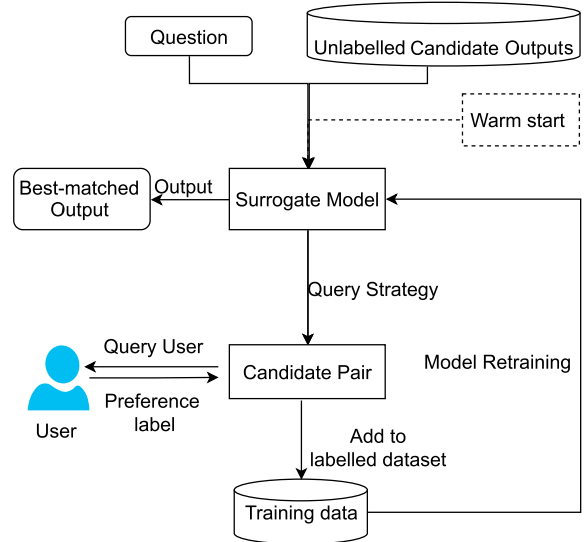 Question
Unlabelled Candidate Outputs
Warm start
Best-matched
Output
Output
Surrogate Model
Query Strategy
Query User
Candidate Pair
Model Retraining
Preference
label
User
Add to
labelled dataset
Training data